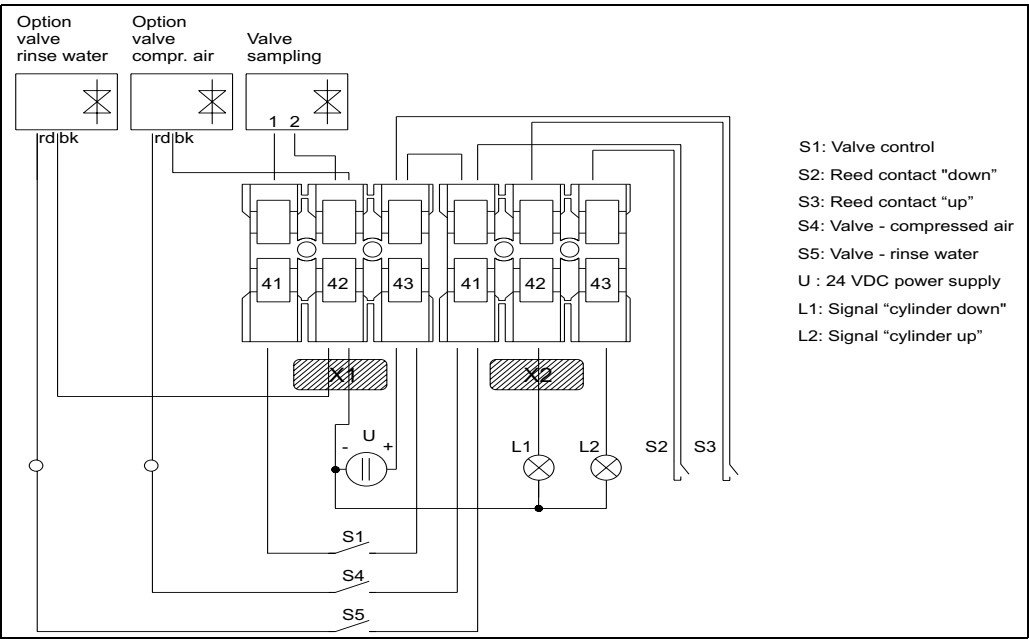 Option
valve
rinse water
Option
valve
compr. air
Valve
sampling
rd bk
rd bk
1 2
41 42 43 41 42 43
X1 X2
U
- +
L1 L2 S2 S3
S1
S4
S5
S1: Valve control
S2: Reed contact "down”
S3: Reed contact “up”
S4: Valve - compressed air
S5: Valve - rinse water
U : 24 VDC power supply
L1: Signal “cylinder down"
L2: Signal “cylinder up”